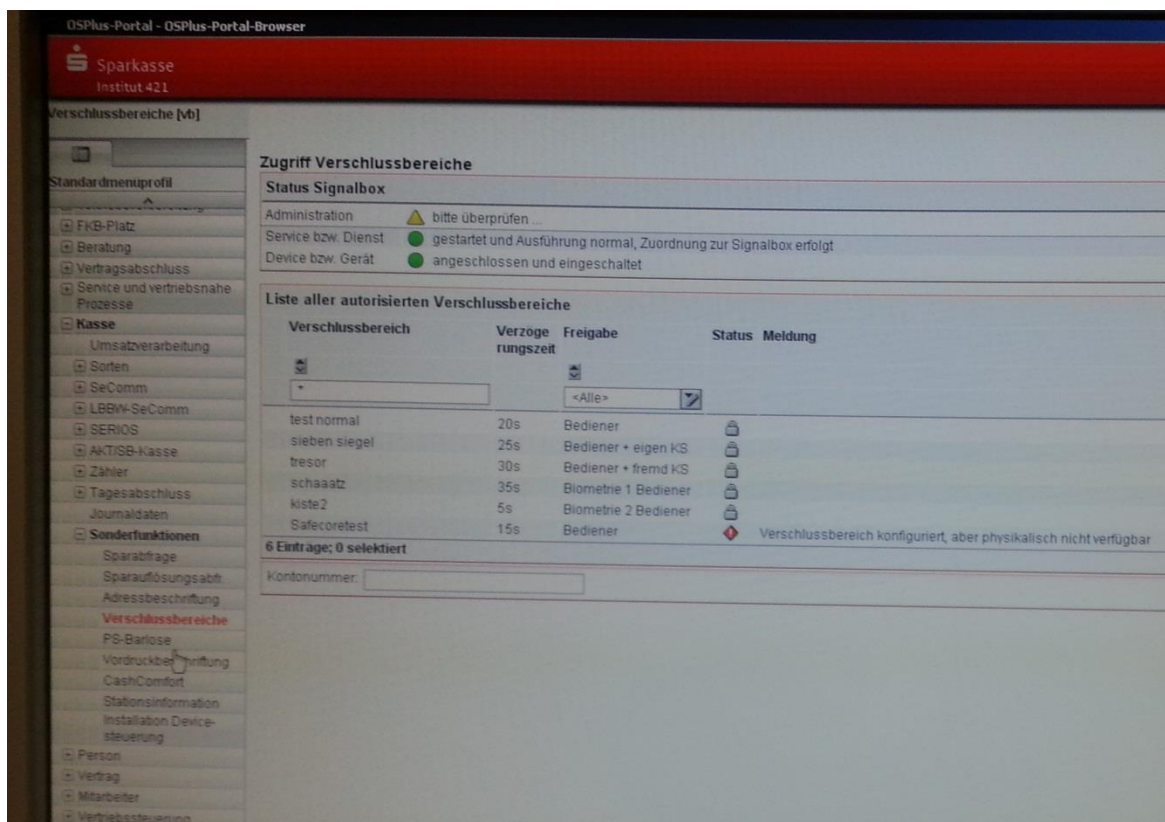 OSPlus-Portal - OSPlus-Portal-Browser
Sparkasse
Institut 421
Verschlussbereiche [vb]
Standardmenuprofil
FKB-Platz
Beratung
Vertragsabschluss
Service und vertriebsnahe
Prozesse
Kasse
Umsatzverarbeitung
Sorten
SeComm
LBBW-SeComm
SERIOS
AKT/SB-Kasse
Zähler
Tagesabschluss
Journaldaten
Sonderfunktionen
Sparabfrage
Sparauflösungsabfr.
Adressbeschriftung
Verschlussbereiche
PS-Barlose
CashComfort
Stationsinformation
Installation Device-
steuerung
Person
Vertrag
Mitarbeiter
Vertriebssteuerung
Zugriff Verschlussbereiche
Status Signalbox
Administration bitte überprüfen ...
Service bzw. Dienst gestartet und Ausführung normal, Zuordnung zur Signalbox erfolgt
Device bzw. Gerät angeschlossen und eingeschaltet
Liste aller autorisierten Verschlussbereiche
Verschlussbereich Verzöge Freigabe Status Meldung
rungszeit
* <Alle>
test normal 20s Bediener
sieben siegel 25s Bediener + eigen KS
tresor 30s Bediener + fremd KS
schaaatz 35s Biometrie 1 Bediener
kiste2 5s Biometrie 2 Bediener
Safecoretest 15s Bediener Verschlussbereich konfiguriert, aber physikalisch nicht verfügbar
6 Einträge; 0 selektiert
Kontonummer: